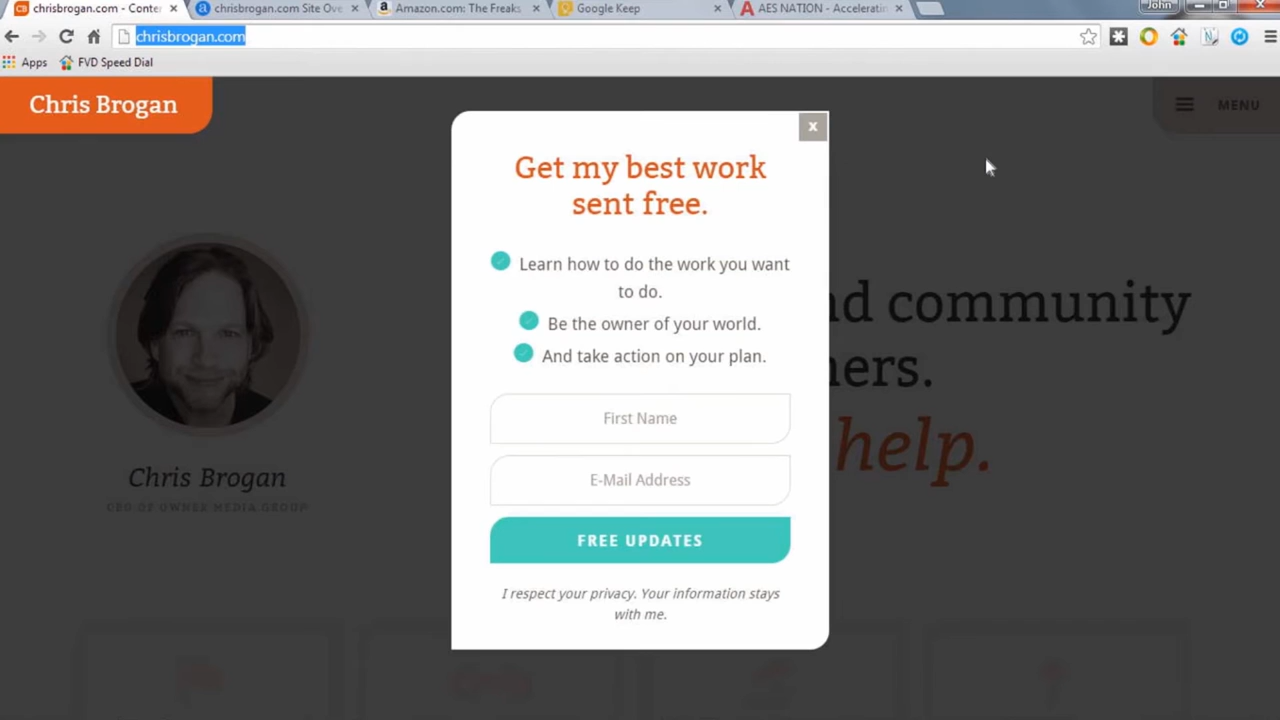 John
chrisbrogan.com - Conter
chrisbrogan.com Site Ove
Amazon.com: The Freaks
Google Keep
AES NATION - Acceleratin
chrisbrogan.com
Apps
FVD Speed Dial
Chris Brogan
MENU
x
Get my best work
sent free.
Learn how to do the work you want
to do.
Be the owner of your world.
And take action on your plan.
First Name
E-Mail Address
FREE UPDATES
I respect your privacy. Your information stays
with me.
Chris Brogan
CEO OF OWNER MEDIA GROUP
community
help.